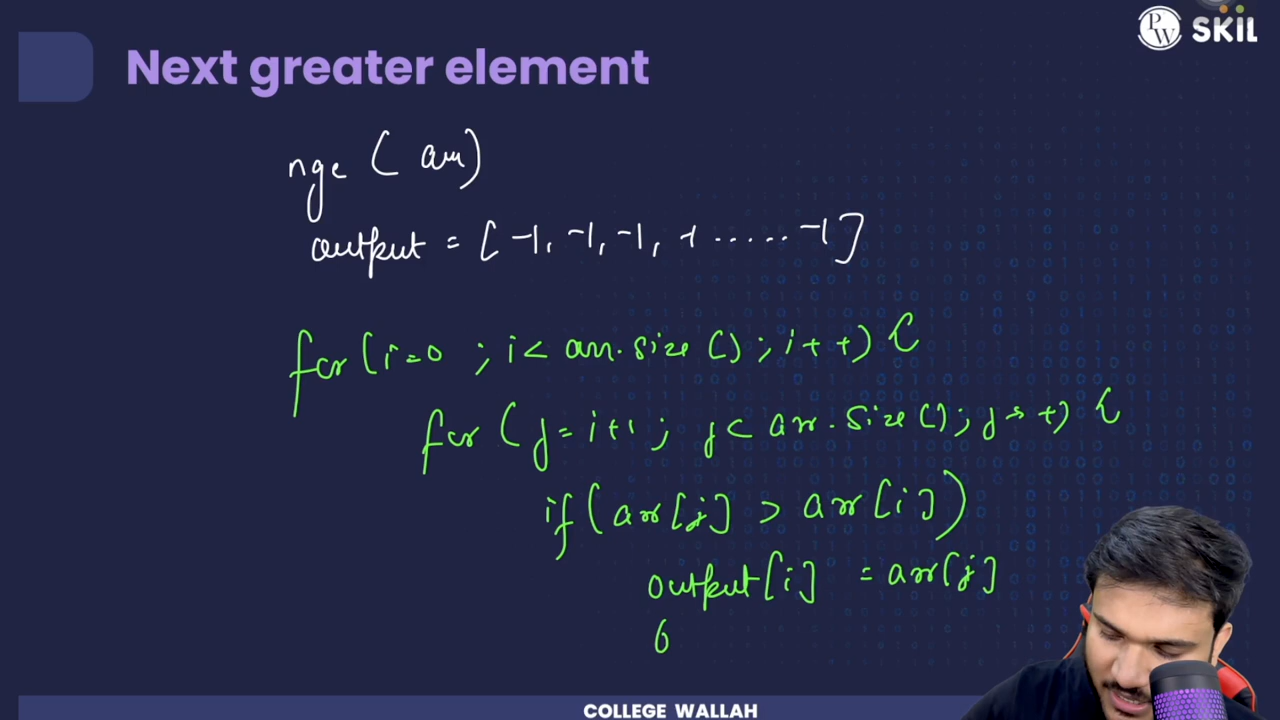 PW SKIL
Next greater element
nge ( arr )
output = [ -1, -1, -1, -1 ..... -1 ]
for ( i=0 ; i < arr.size () ; i++ ) {
for ( j = i+1 ; j < arr.size () ; j++ ) {
if ( arr[j] > arr[i] )
output[i] = arr[j]
b
COLLEGE WALLAH